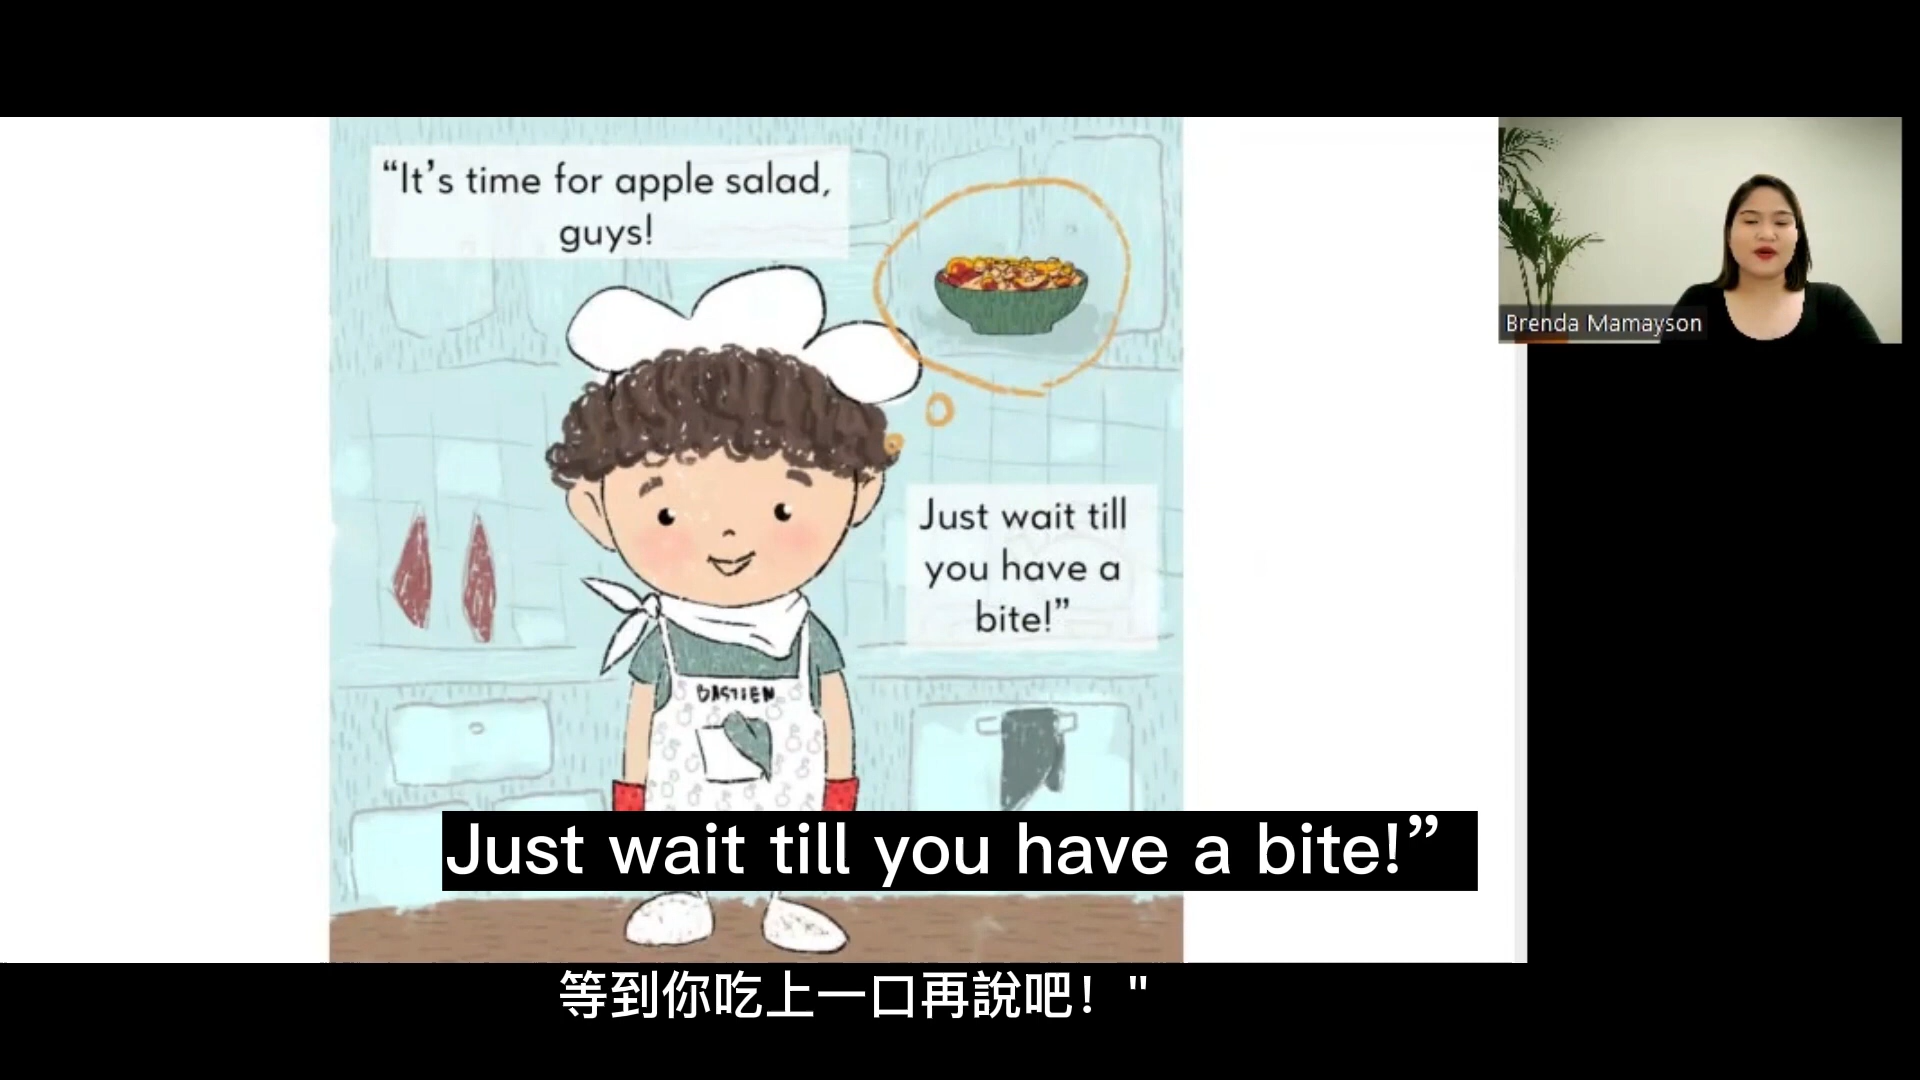 “It’s time for apple salad,
guys!
Just wait till
you have a
bite!”
BASTIEN
Brenda Mamayson
Just wait till you have a bite!”
等到你吃上一口再說吧！"